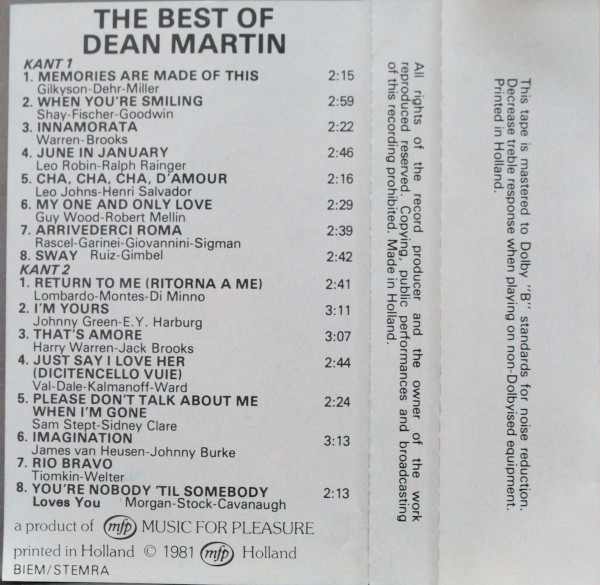 THE BEST OF
DEAN MARTIN
KANT 1
1. MEMORIES ARE MADE OF THIS 2:15
Gilkyson-Dehr-Miller
2. WHEN YOU'RE SMILING 2:59
Shay-Fischer-Goodwin
3. INNAMORATA 2:22
Warren-Brooks
4. JUNE IN JANUARY 2:46
Leo Robin-Ralph Rainger
5. CHA, CHA, CHA, D'AMOUR 2:16
Leo Johns-Henri Salvador
6. MY ONE AND ONLY LOVE 2:29
Guy Wood-Robert Mellin
7. ARRIVEDERCI ROMA 2:39
Rascel-Garinei-Giovannini-Sigman
8. SWAY Ruiz-Gimbel 2:42
KANT 2
1. RETURN TO ME (RITORNA A ME) 2:41
Lombardo-Montes-Di Minno
2. I'M YOURS 3:11
Johnny Green-E.Y. Harburg
3. THAT'S AMORE 3:07
Harry Warren-Jack Brooks
4. JUST SAY I LOVE HER 2:44
(DICITENCELLO VUIE)
Val-Dale-Kalmanoff-Ward
5. PLEASE DON'T TALK ABOUT ME 2:24
WHEN I'M GONE
Sam Stept-Sidney Clare
6. IMAGINATION 3:13
James van Heusen-Johnny Burke
7. RIO BRAVO
Tiomkin-Welter
8. YOU'RE NOBODY 'TIL SOMEBODY 2:13
Loves You Morgan-Stock-Cavanaugh
a product of mfp MUSIC FOR PLEASURE
printed in Holland © 1981 mfp Holland
BIEM/STEMRA
All rights of the record producer and the owner of the work
reproduced reserved. Copying, public performances and broadcasting
of this recording prohibited. Made in Holland.
This tape is mastered to Dolby "B" standards for noise reduction.
Decrease treble response when playing on non-Dolbyised equipment.
Printed in Holland.